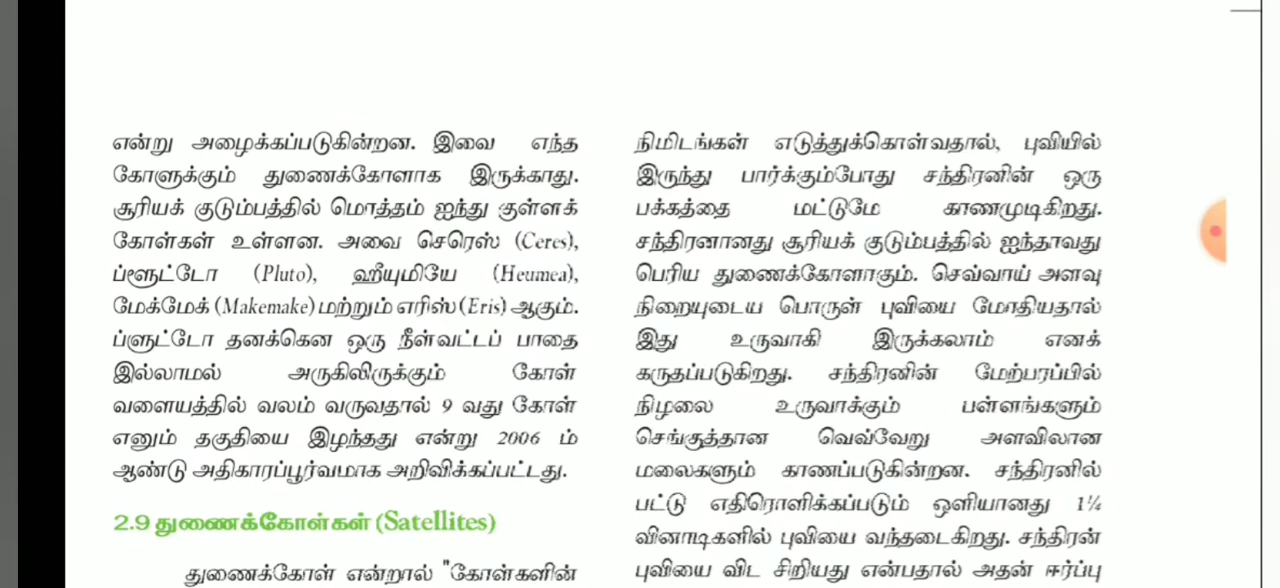 என்று அழைக்கப்படுகின்றன. இவை எந்த
கோளுக்கும் துணைக்கோளாக இருக்காது.
சூரியக் குடும்பத்தில் மொத்தம் ஐந்து குள்ளக்
கோள்கள் உள்ளன. அவை செரெஸ் (Ceres),
ப்ளூட்டோ (Pluto), ஹீயுமியே (Heumea),
மேக்மேக் (Makemake) மற்றும் எரிஸ் (Eris) ஆகும்.
ப்ளுட்டோ தனக்கென ஒரு நீள்வட்டப் பாதை
இல்லாமல் அருகிலிருக்கும் கோள்
வளையத்தில் வலம் வருவதால் 9 வது கோள்
எனும் தகுதியை இழந்தது என்று 2006 ம்
ஆண்டு அதிகாரப்பூர்வமாக அறிவிக்கப்பட்டது.
2.9 துணைக்கோள்கள் (Satellites)
துணைக்கோள் என்றால் "கோள்களின்
நிமிடங்கள் எடுத்துக்கொள்வதால், புவியில்
இருந்து பார்க்கும்போது சந்திரனின் ஒரு
பக்கத்தை மட்டுமே காணமுடிகிறது.
சந்திரனானது சூரியக் குடும்பத்தில் ஐந்தாவது
பெரிய துணைக்கோளாகும். செவ்வாய் அளவு
நிறையுடைய பொருள் புவியை மோதியதால்
இது உருவாகி இருக்கலாம் எனக்
கருதப்படுகிறது. சந்திரனின் மேற்பரப்பில்
நிழலை உருவாக்கும் பள்ளங்களும்
செங்குத்தான வெவ்வேறு அளவிலான
மலைகளும் காணப்படுகின்றன. சந்திரனில்
பட்டு எதிரொளிக்கப்படும் ஒளியானது 1¼
வினாடிகளில் புவியை வந்தடைகிறது. சந்திரன்
புவியை விட சிறியது என்பதால் அதன் ஈர்ப்பு